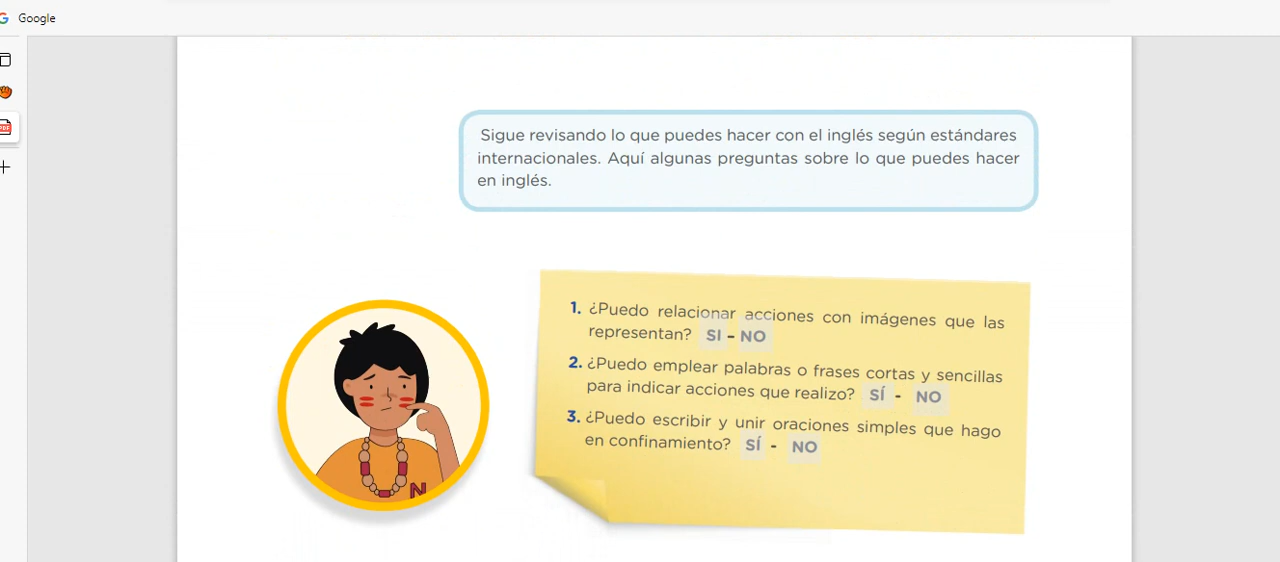 Google
PDF
Sigue revisando lo que puedes hacer con el inglés según estándares
internacionales. Aquí algunas preguntas sobre lo que puedes hacer
en inglés.
1. ¿Puedo relacionar acciones con imágenes que las
representan? SI – NO
2. ¿Puedo emplear palabras o frases cortas y sencillas
para indicar acciones que realizo? SÍ - NO
3. ¿Puedo escribir y unir oraciones simples que hago
en confinamiento? SÍ - NO
N